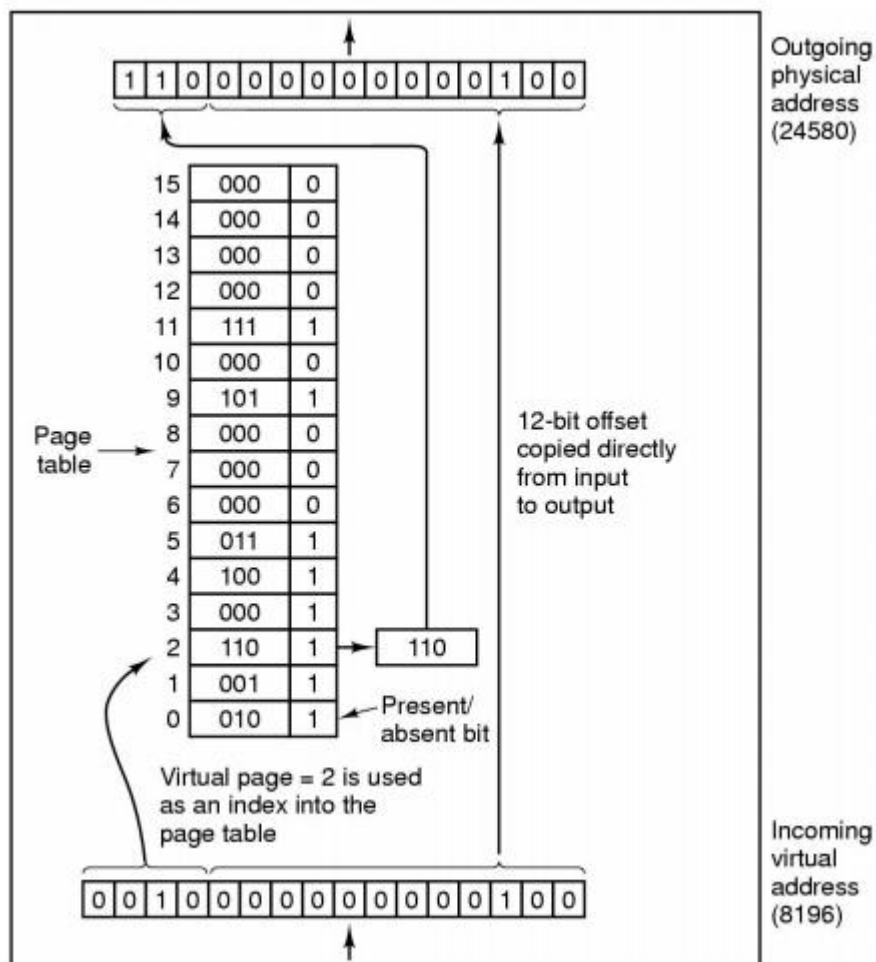 1 1 0 0 0 0 0 0 0 0 0 0 1 0 0
Outgoing
physical
address
(24580)
15 000 0
14 000 0
13 000 0
12 000 0
11 111 1
10 000 0
9 101 1
8 000 0
7 000 0
6 000 0
5 011 1
4 100 1
3 000 1
2 110 1 110
1 001 1
0 010 1
Page
table
12-bit offset
copied directly
from input
to output
Present/
absent bit
Virtual page = 2 is used
as an index into the
page table
0 0 1 0 0 0 0 0 0 0 0 0 0 1 0 0
Incoming
virtual
address
(8196)